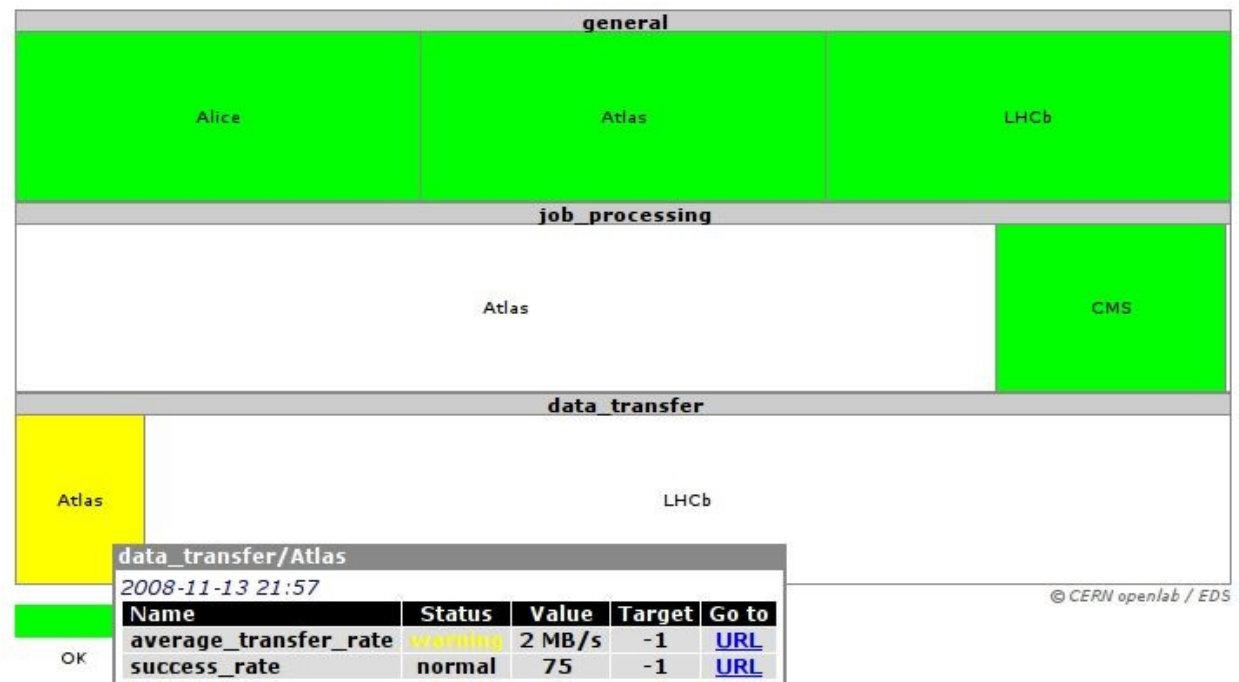 general
Alice Atlas LHCb
job_processing
Atlas CMS
data_transfer
Atlas LHCb
data_transfer/Atlas
2008-11-13 21:57
© CERN openlab / EDS
Name Status Value Target Go to
average_transfer_rate warning 2 MB/s -1 URL
OK
success_rate normal 75 -1 URL